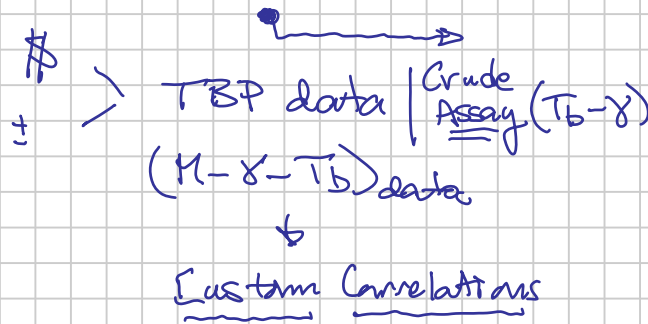 $
± > TBP data | Crude Assay (Tb-γ)
(M-γ-Tb) data
↓
Custom Correlations